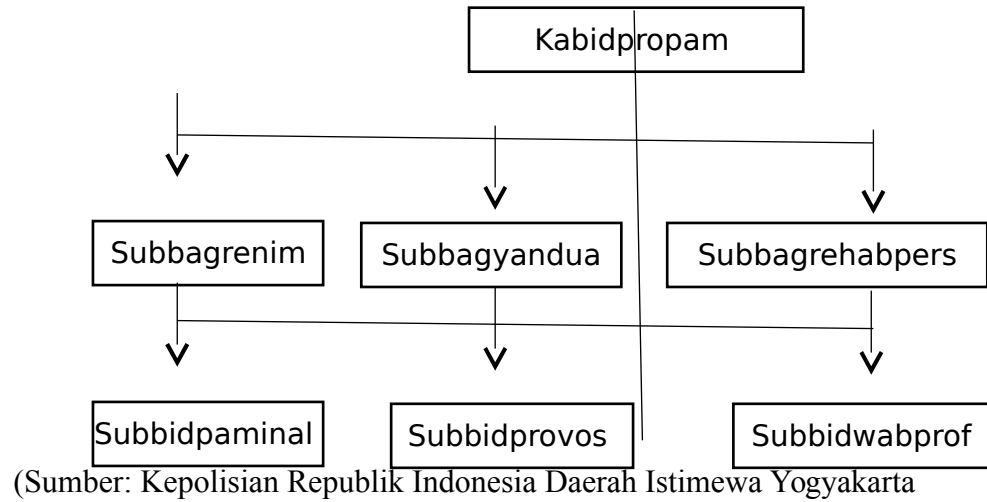 Kabidpropam
Subbagrenim Subbagyandua Subbagrehabpers
Subbidpaminal Subbidprovos Subbidwabprof
(Sumber: Kepolisian Republik Indonesia Daerah Istimewa Yogyakarta